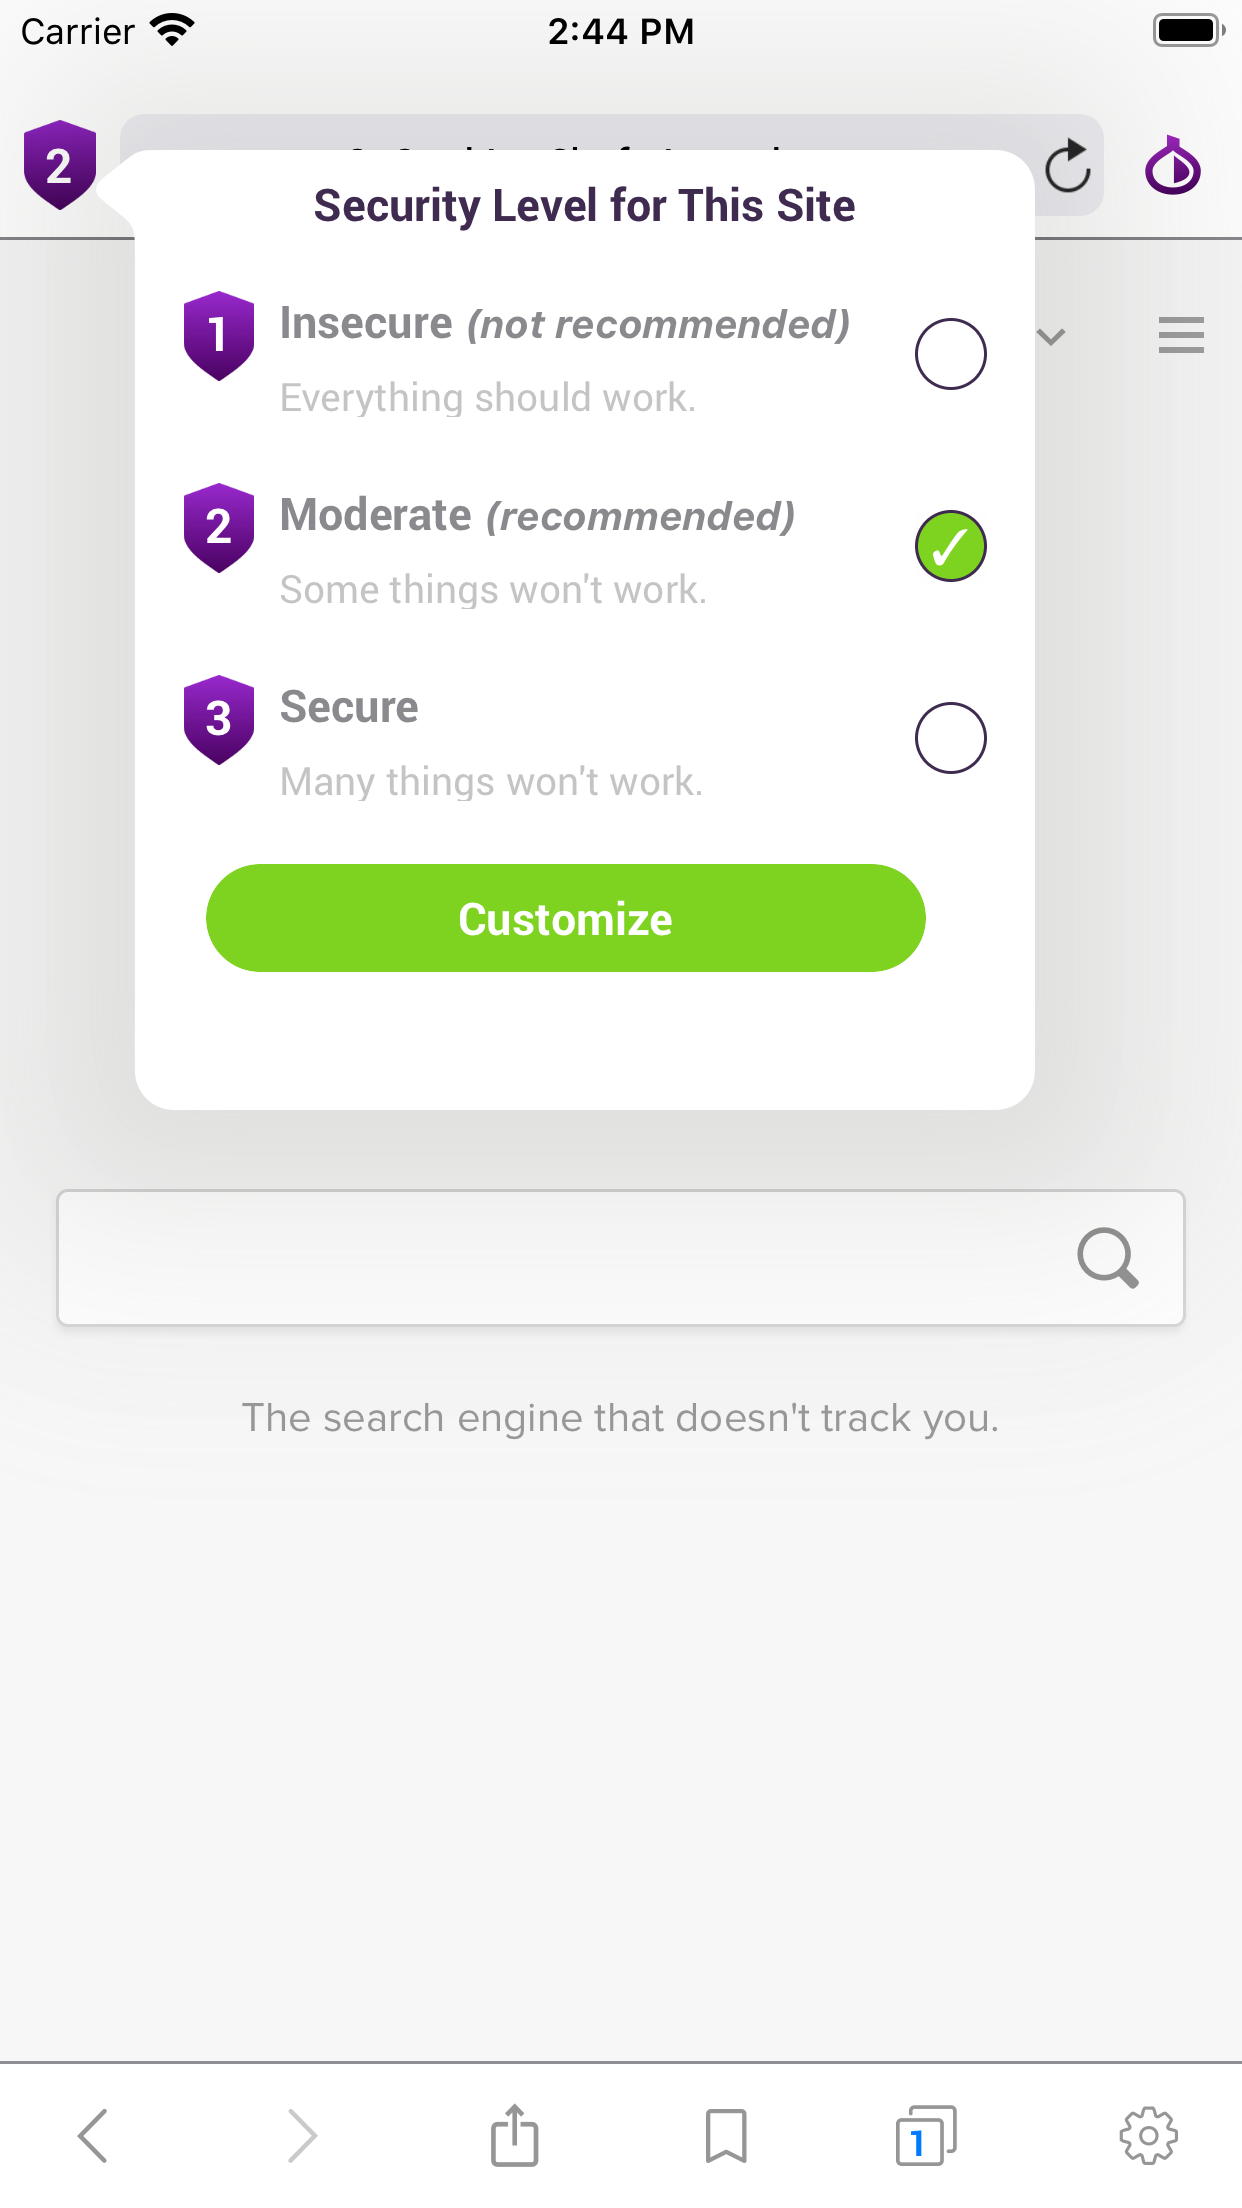 Carrier
2:44 PM
2
Security Level for This Site
1
Insecure (not recommended)
Everything should work.
2
Moderate (recommended)
Some things won't work.
3
Secure
Many things won't work.
Customize
The search engine that doesn't track you.
1